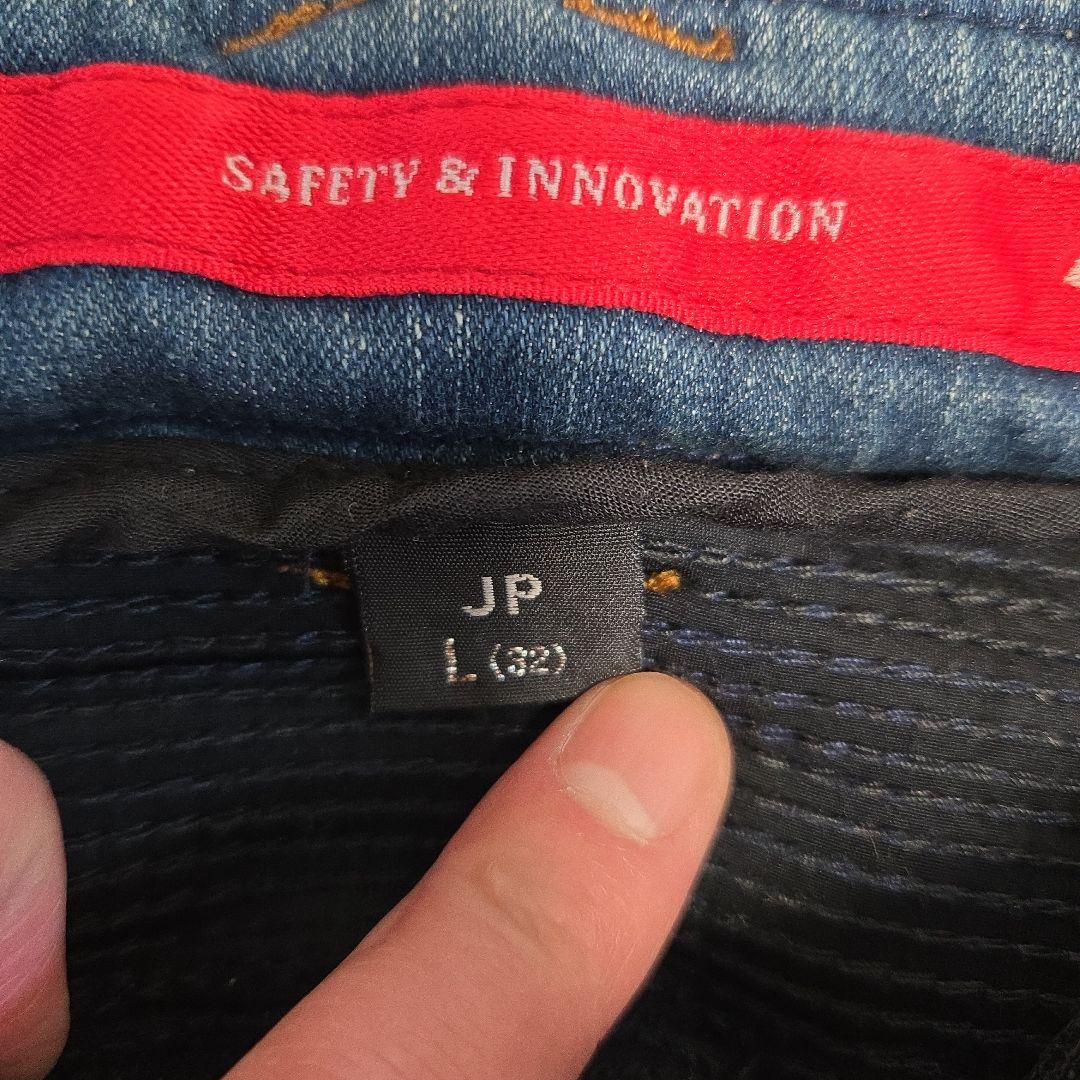 SAFETY & INNOVATION
JP
L (32)